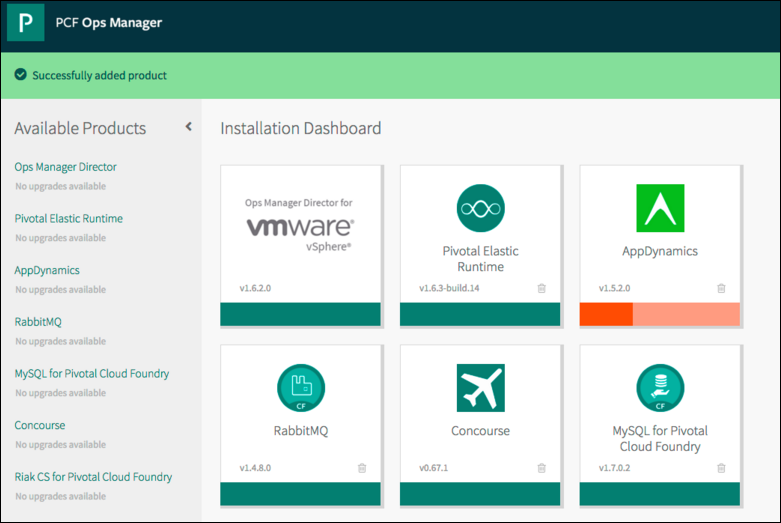 P
PCF Ops Manager
Successfully added product
Available Products
Ops Manager Director
No upgrades available
Pivotal Elastic Runtime
No upgrades available
AppDynamics
No upgrades available
RabbitMQ
No upgrades available
MySQL for Pivotal Cloud Foundry
No upgrades available
Concourse
No upgrades available
Riak CS for Pivotal Cloud Foundry
No upgrades available
Installation Dashboard
Ops Manager Director for
vmware®
vSphere®
v1.6.2.0
Pivotal Elastic
Runtime
v1.6.3-build.14
AppDynamics
v1.5.2.0
CF
RabbitMQ
v1.4.8.0
Concourse
v0.67.1
CF
MySQL for Pivotal
Cloud Foundry
v1.7.0.2